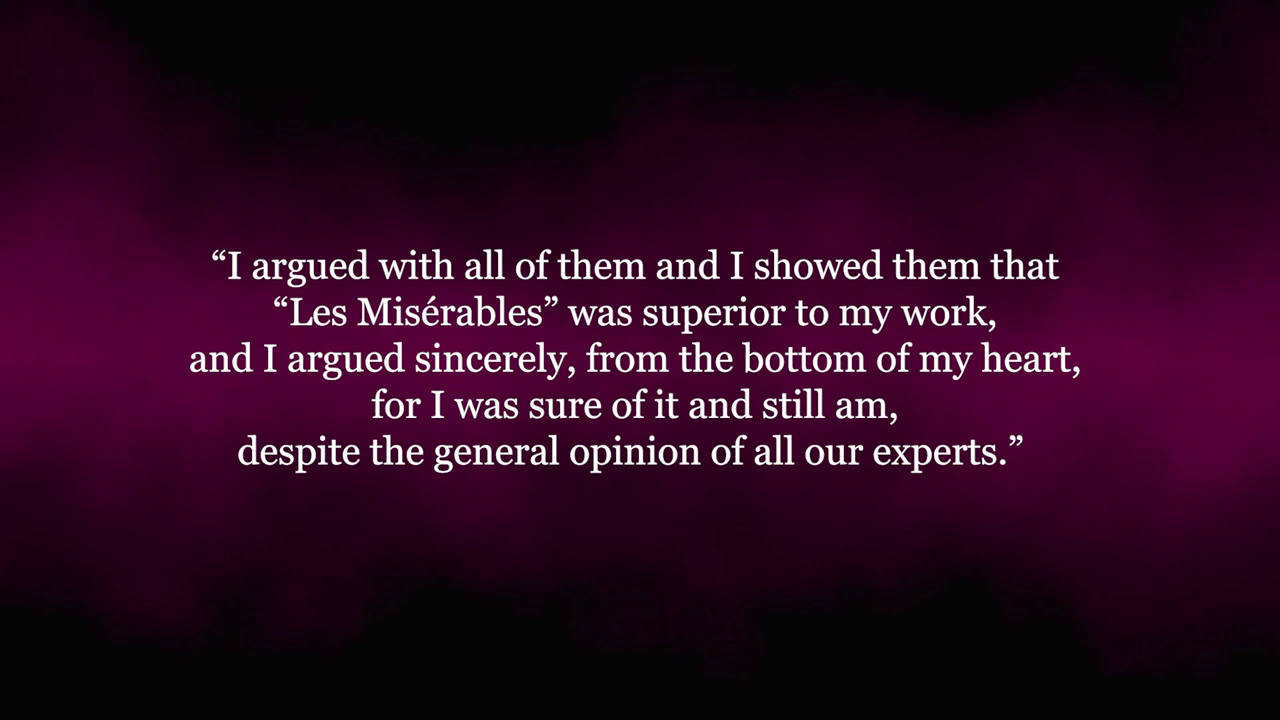 “I argued with all of them and I showed them that
“Les Misérables” was superior to my work,
and I argued sincerely, from the bottom of my heart,
for I was sure of it and still am,
despite the general opinion of all our experts.”